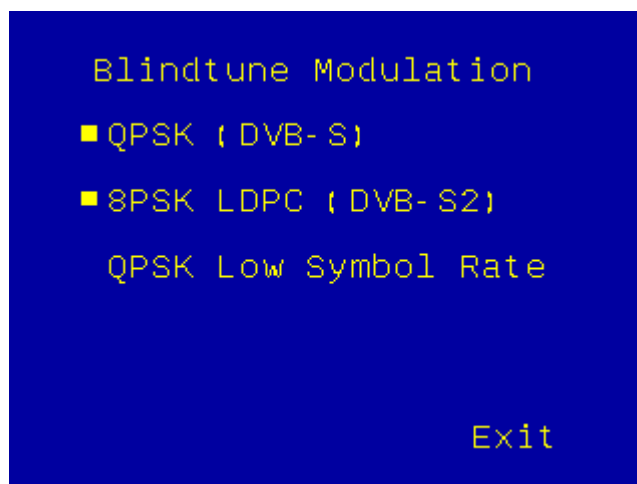 Blindtune Modulation
■QPSK (DVB-S)
■8PSK LDPC (DVB-S2)
QPSK Low Symbol Rate
Exit